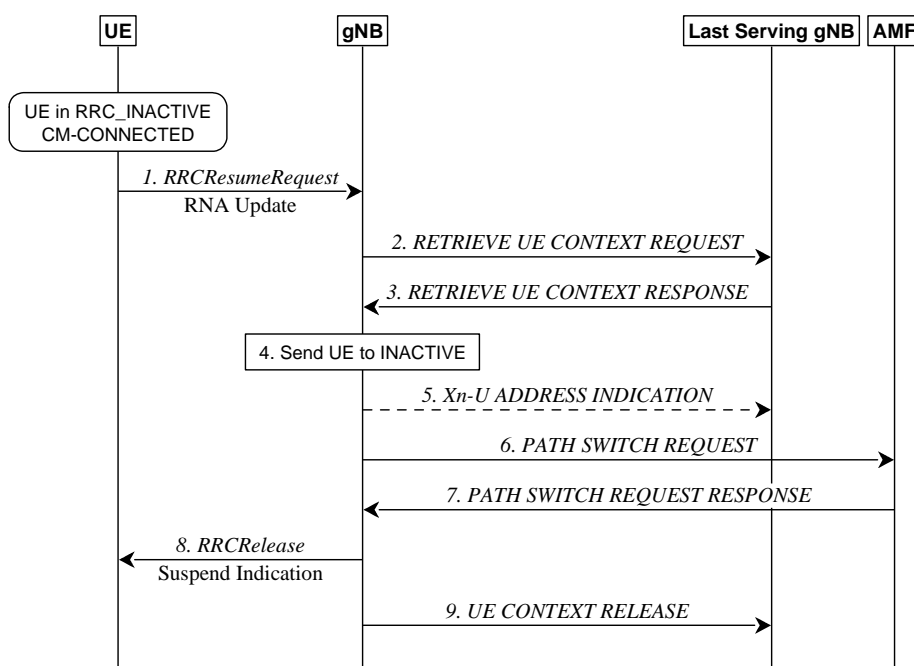 UE
gNB
Last Serving gNB
AMF
UE in RRC_INACTIVE
CM-CONNECTED
1. RRCResumeRequest
RNA Update
2. RETRIEVE UE CONTEXT REQUEST
3. RETRIEVE UE CONTEXT RESPONSE
4. Send UE to INACTIVE
5. Xn-U ADDRESS INDICATION
6. PATH SWITCH REQUEST
7. PATH SWITCH REQUEST RESPONSE
8. RRCRelease
Suspend Indication
9. UE CONTEXT RELEASE